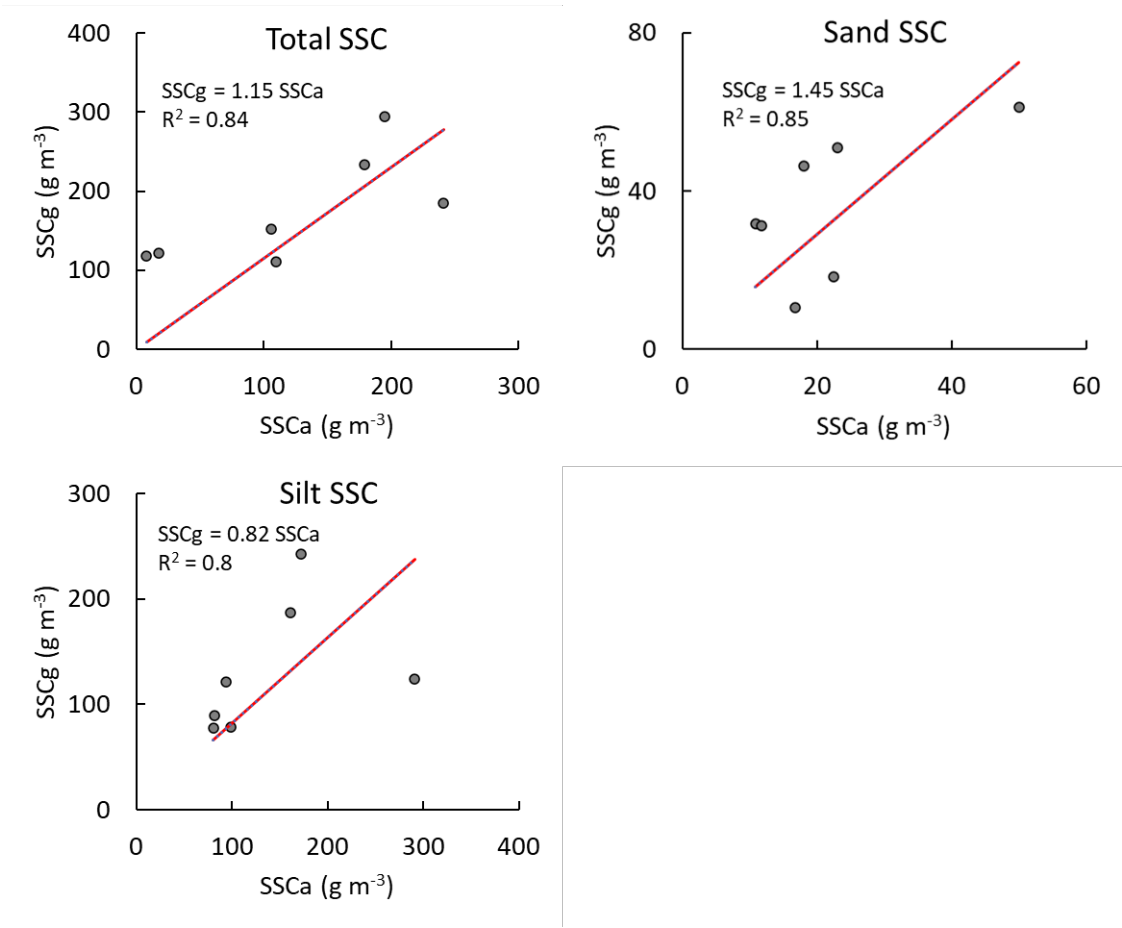 Total SSC
SSCg = 1.15 SSCa
R² = 0.84
SSCg (g m⁻³)
400
300
200
100
0
0 100 200 300
SSCa (g m⁻³)
Sand SSC
SSCg = 1.45 SSCa
R² = 0.85
SSCg (g m⁻³)
80
40
0
0 20 40 60
SSCa (g m⁻³)
Silt SSC
SSCg = 0.82 SSCa
R² = 0.8
SSCg (g m⁻³)
300
200
100
0
0 100 200 300 400
SSCa (g m⁻³)